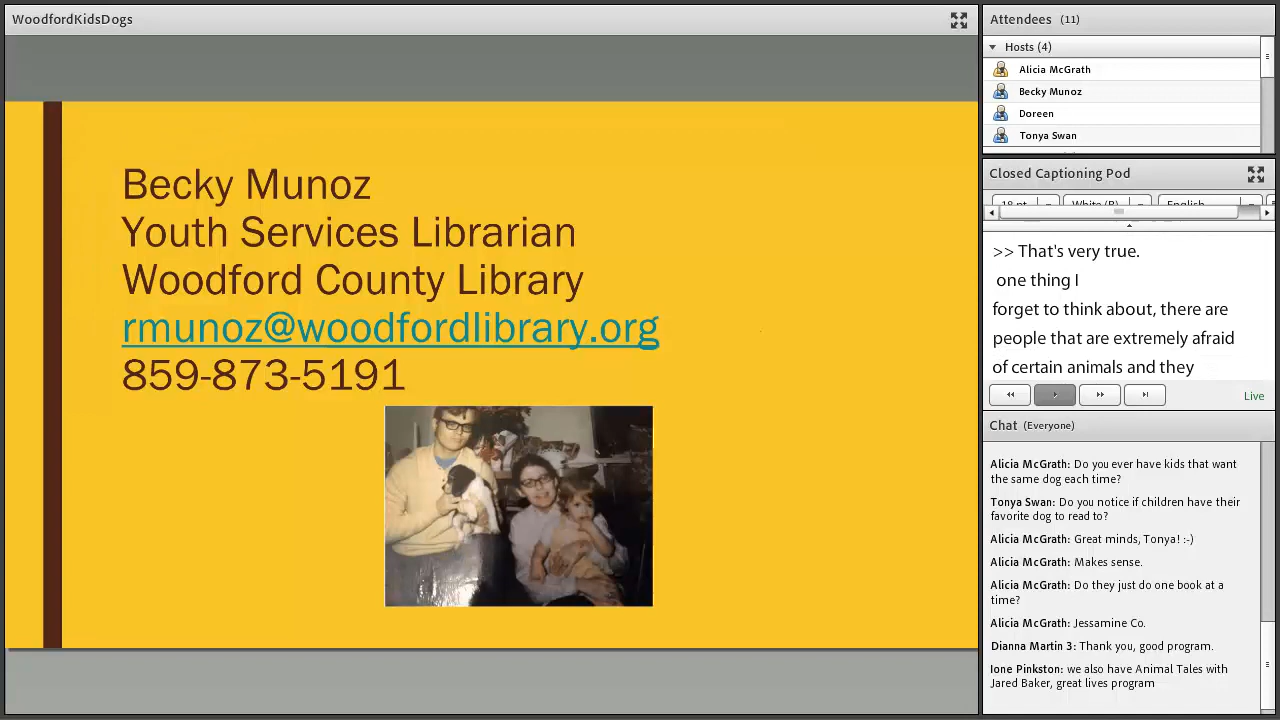 WoodfordKidsDogs
Becky Munoz
Youth Services Librarian
Woodford County Library
rmunoz@woodfordlibrary.org
859-873-5191
Attendees (11)
Hosts (4)
Alicia McGrath
Becky Munoz
Doreen
Tonya Swan
Closed Captioning Pod
18 pt White (B) English
>> That's very true.
one thing I
forget to think about, there are
people that are extremely afraid
of certain animals and they
Live
Chat (Everyone)
Alicia McGrath: Do you ever have kids that want
the same dog each time?
Tonya Swan: Do you notice if children have their
favorite dog to read to?
Alicia McGrath: Great minds, Tonya! :-)
Alicia McGrath: Makes sense.
Alicia McGrath: Do they just do one book at a
time?
Alicia McGrath: Jessamine Co.
Dianna Martin 3: Thank you, good program.
Ione Pinkston: we also have Animal Tales with
Jared Baker, great lives program